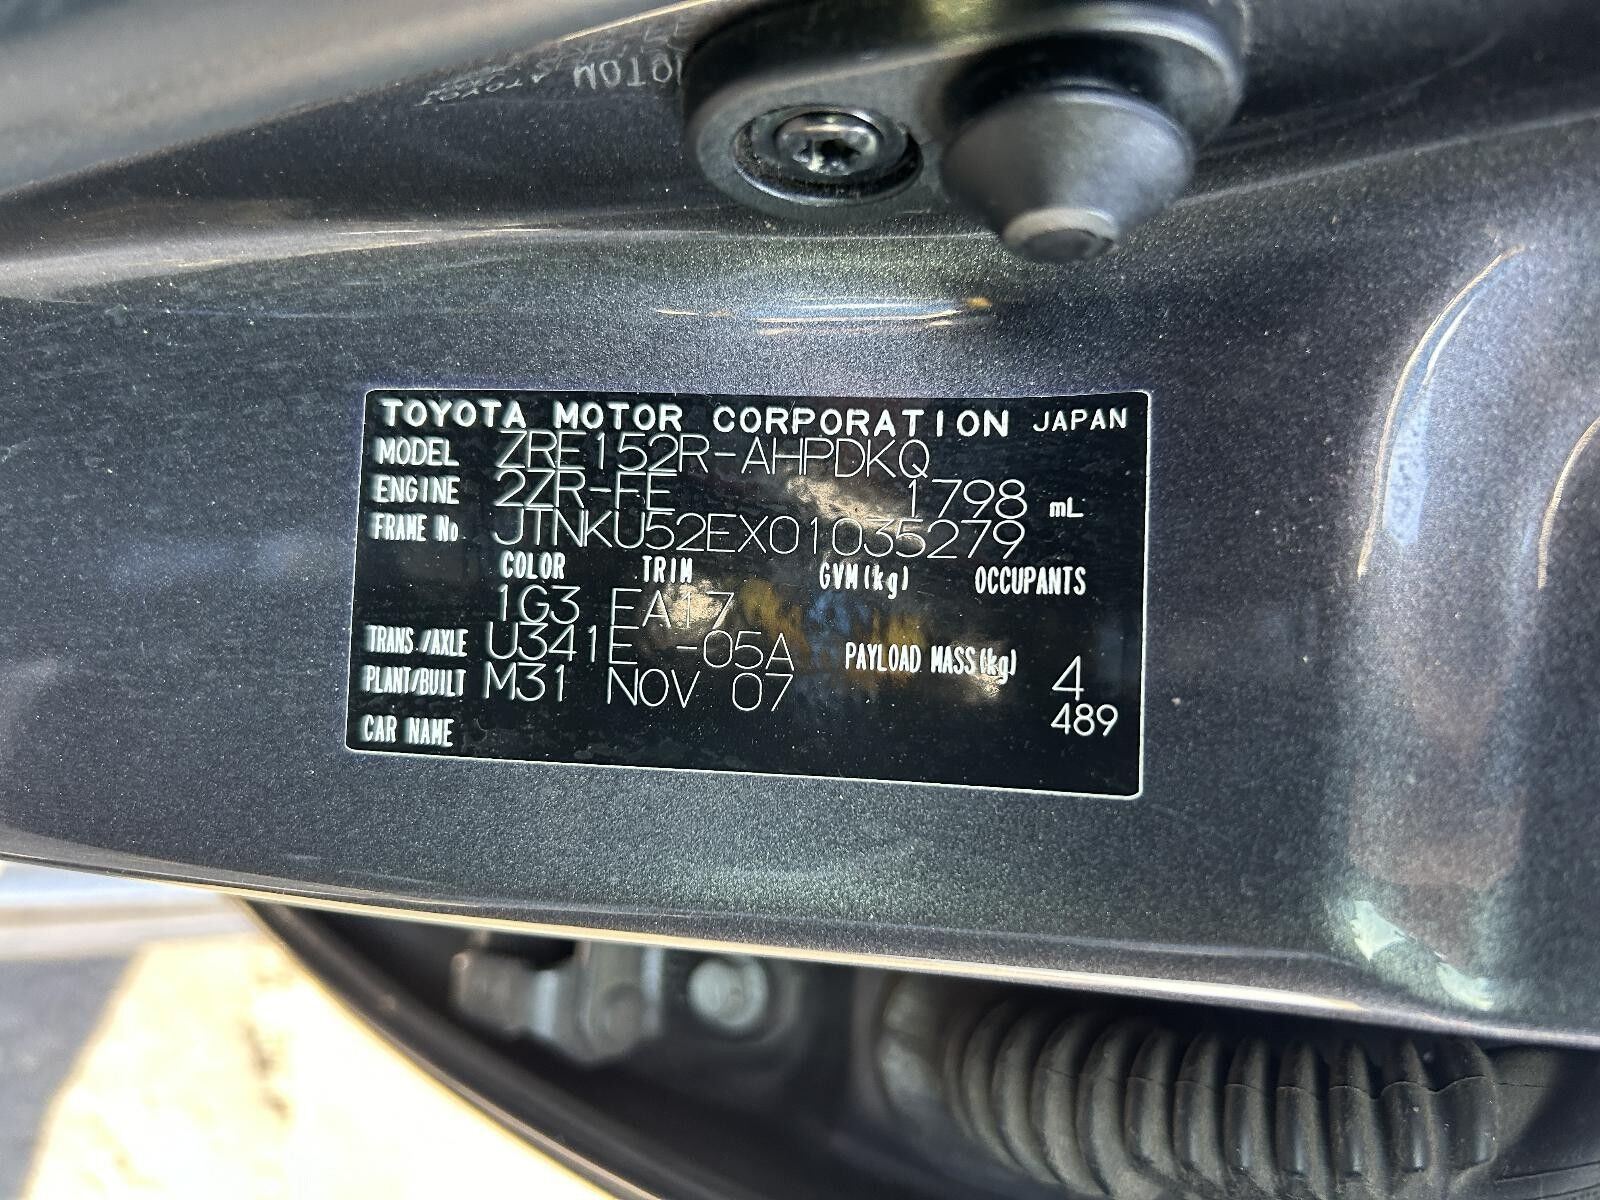 TOYOTA MOTOR CORPORATION JAPAN
MODEL ZRE152R-AHPDKQ
ENGINE 2ZR-FE 1798 mL
FRAME No. JTNKU52EX01035279
COLOR TRIM GVM(kg) OCCUPANTS
1G3 EA17
TRANS./AXLE U341E -05A PAYLOAD MASS(kg) 4
PLANT/BUILT M31 NOV 07 489
CAR NAME